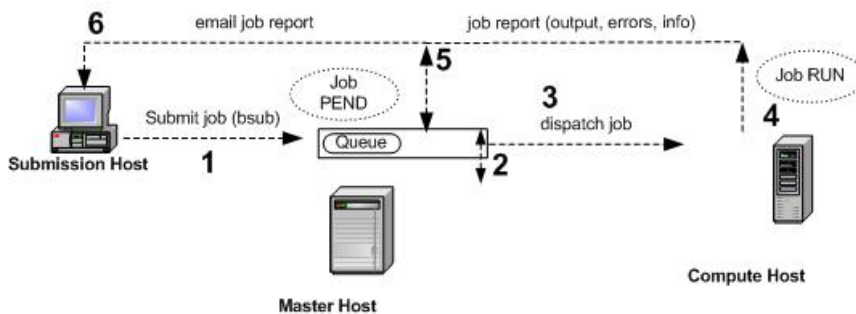 6
email job report
job report (output, errors, info)
5
Job
PEND
Job RUN
3
4
Submit job (bsub)
dispatch job
Queue
Submission Host
1
2
Compute Host
Master Host